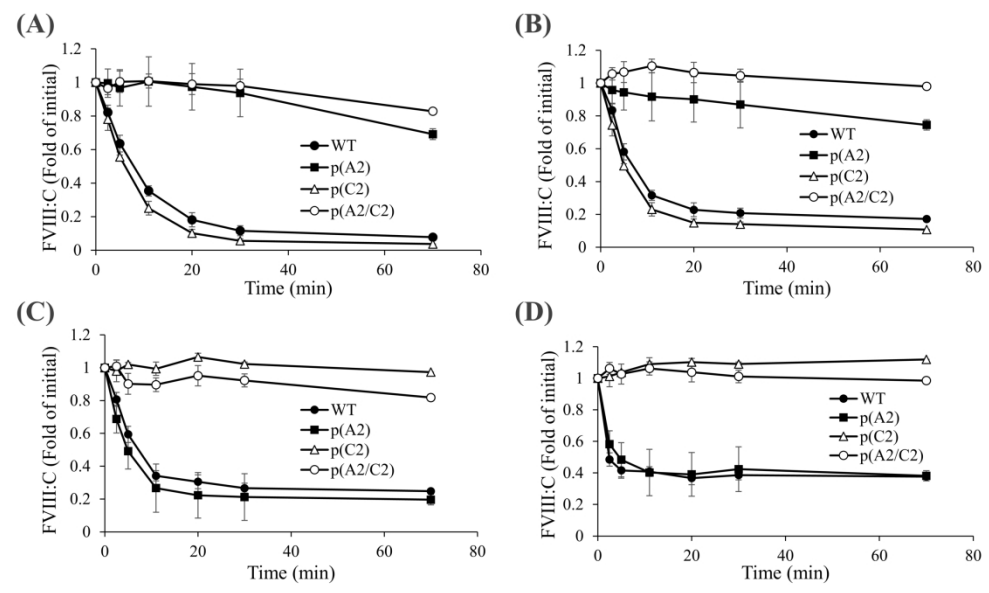 (A)
FVIII:C (Fold of initial)
1.2
1
0.8
0.6
0.4
0.2
0
0
20
40
60
80
Time (min)
WT
p(A2)
p(C2)
p(A2/C2)
(B)
FVIII:C (Fold of initial)
1.2
1
0.8
0.6
0.4
0.2
0
0
20
40
60
80
Time (min)
WT
p(A2)
p(C2)
p(A2/C2)
(C)
FVIII:C (Fold of initial)
1.2
1
0.8
0.6
0.4
0.2
0
0
20
40
60
80
Time (min)
WT
p(A2)
p(C2)
p(A2/C2)
(D)
FVIII:C (Fold of initial)
1.2
1
0.8
0.6
0.4
0.2
0
0
20
40
60
80
Time (min)
WT
p(A2)
p(C2)
p(A2/C2)